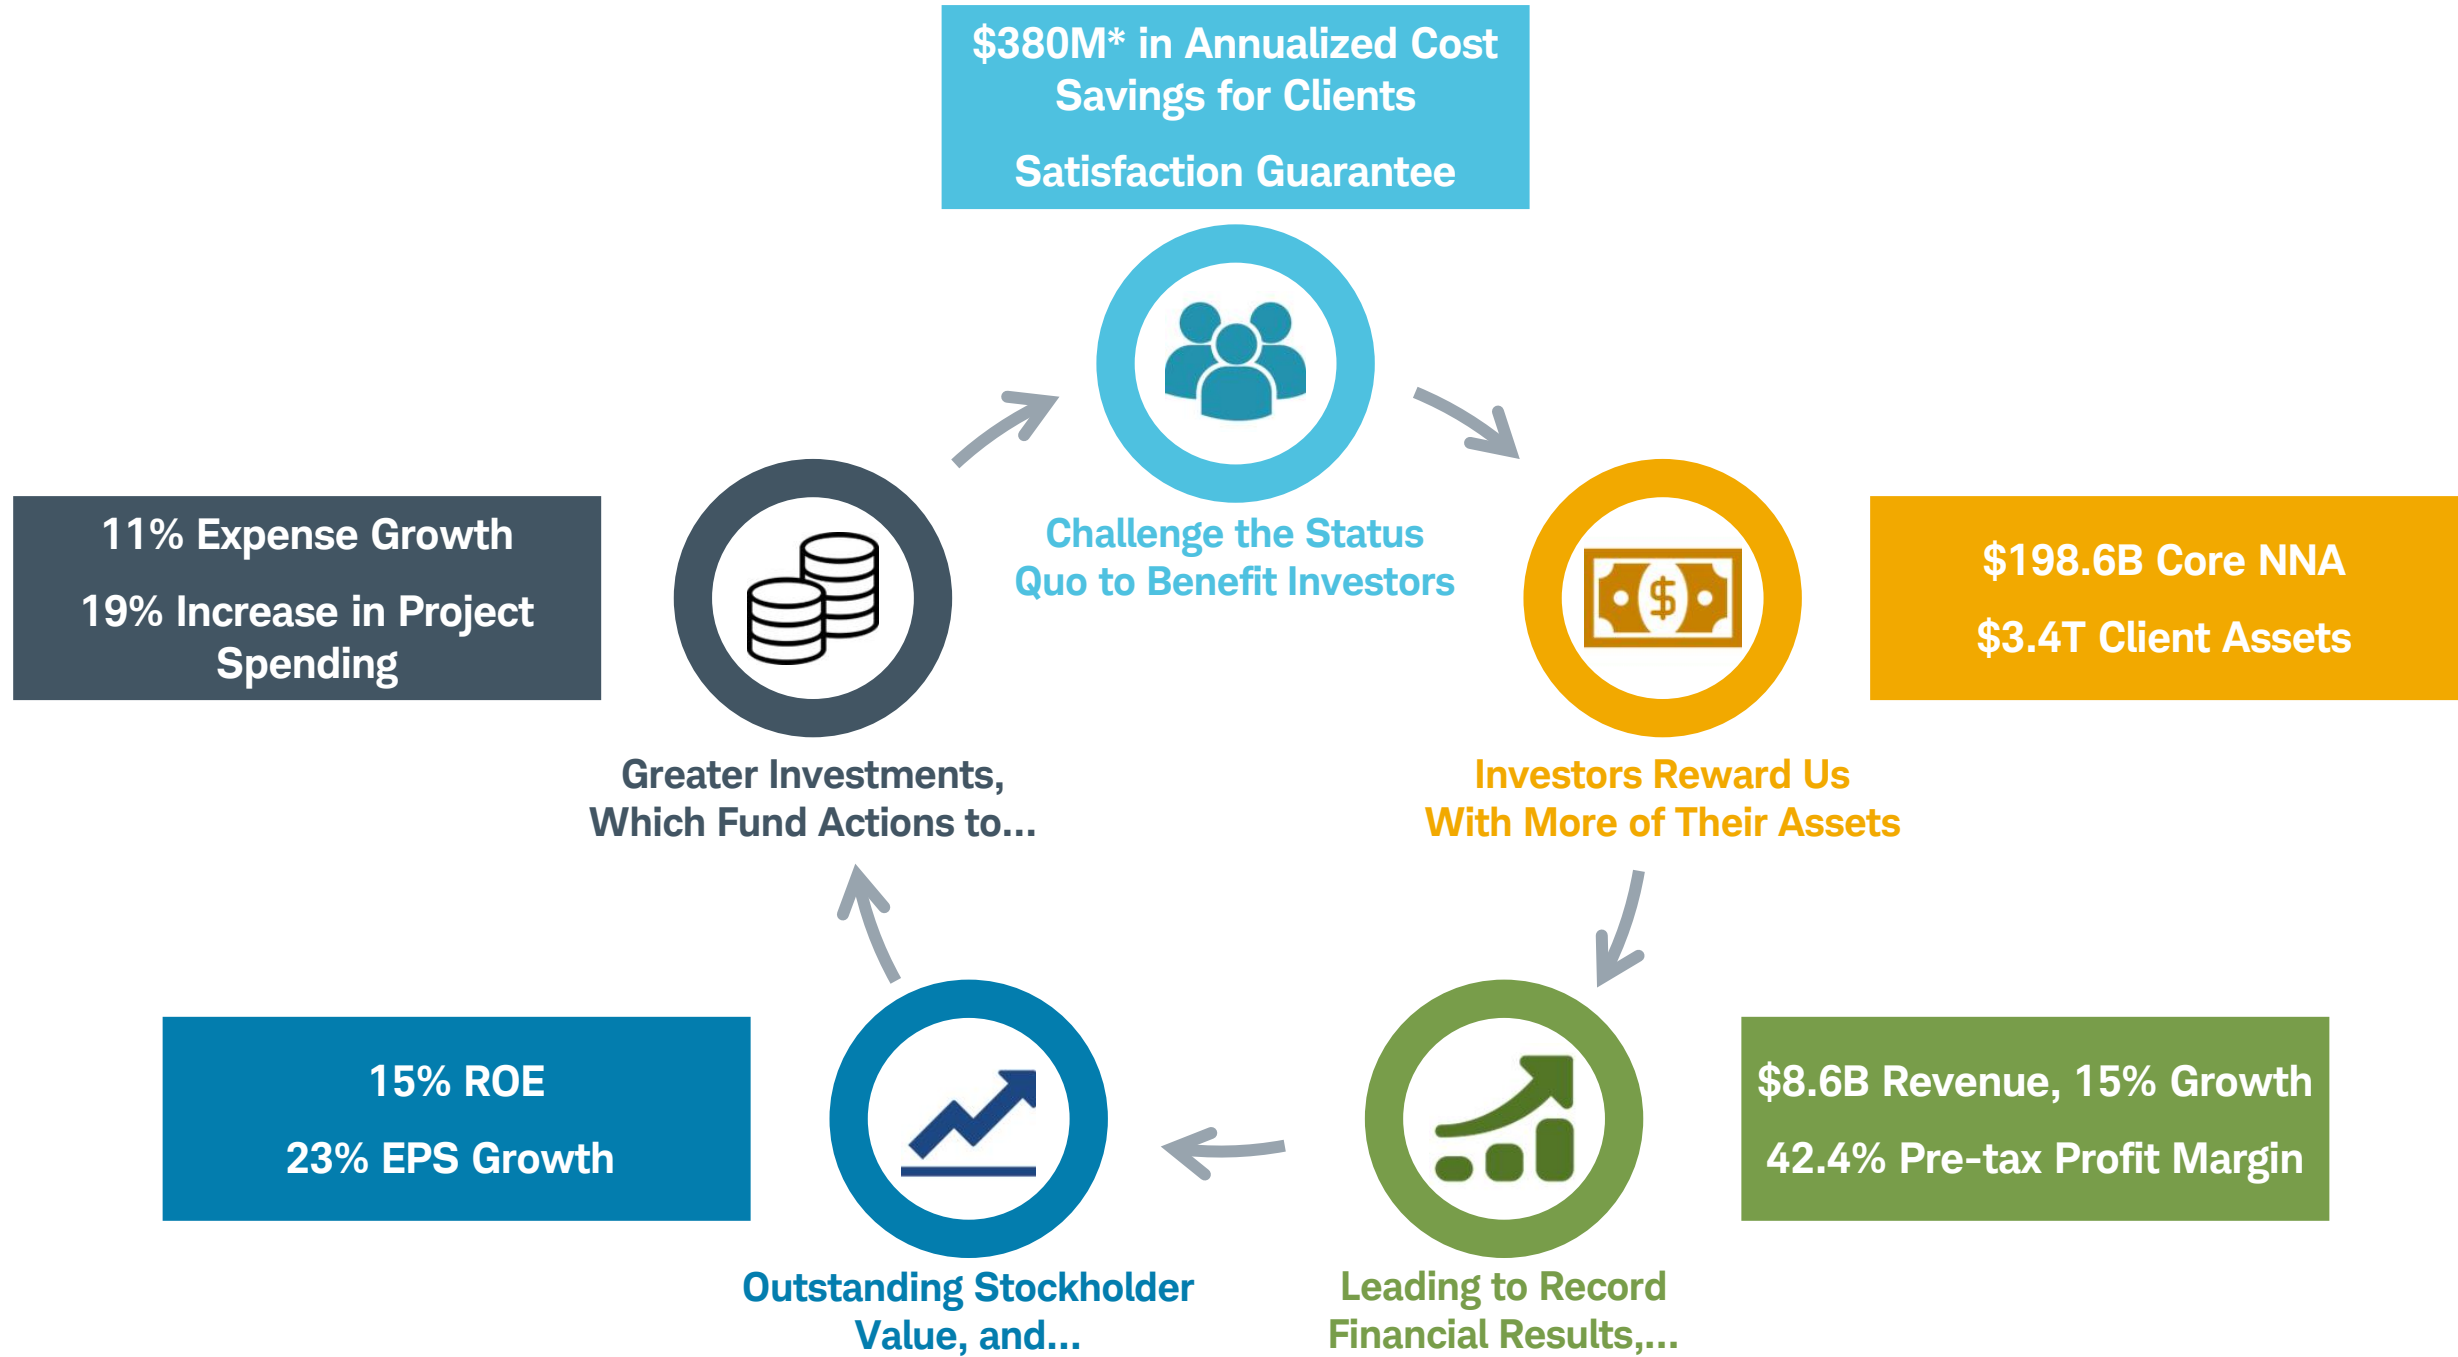 $380M* in Annualized Cost
Savings for Clients
Satisfaction Guarantee
Challenge the Status
Quo to Benefit Investors
$198.6B Core NNA
$3.4T Client Assets
Investors Reward Us
With More of Their Assets
$8.6B Revenue, 15% Growth
42.4% Pre-tax Profit Margin
Leading to Record
Financial Results,...
15% ROE
23% EPS Growth
Outstanding Stockholder
Value, and...
11% Expense Growth
19% Increase in Project
Spending
Greater Investments,
Which Fund Actions to...
$